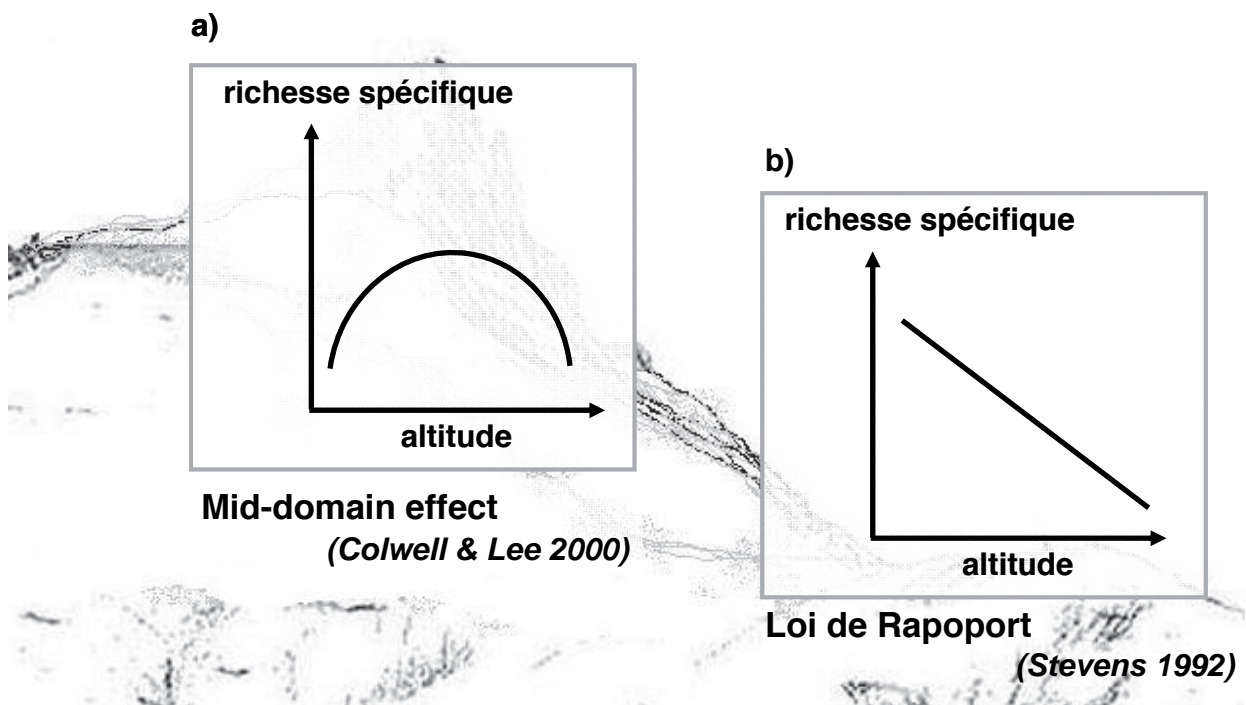 a)
richesse spécifique
altitude
Mid-domain effect
(Colwell & Lee 2000)
b)
richesse spécifique
altitude
Loi de Rapoport
(Stevens 1992)